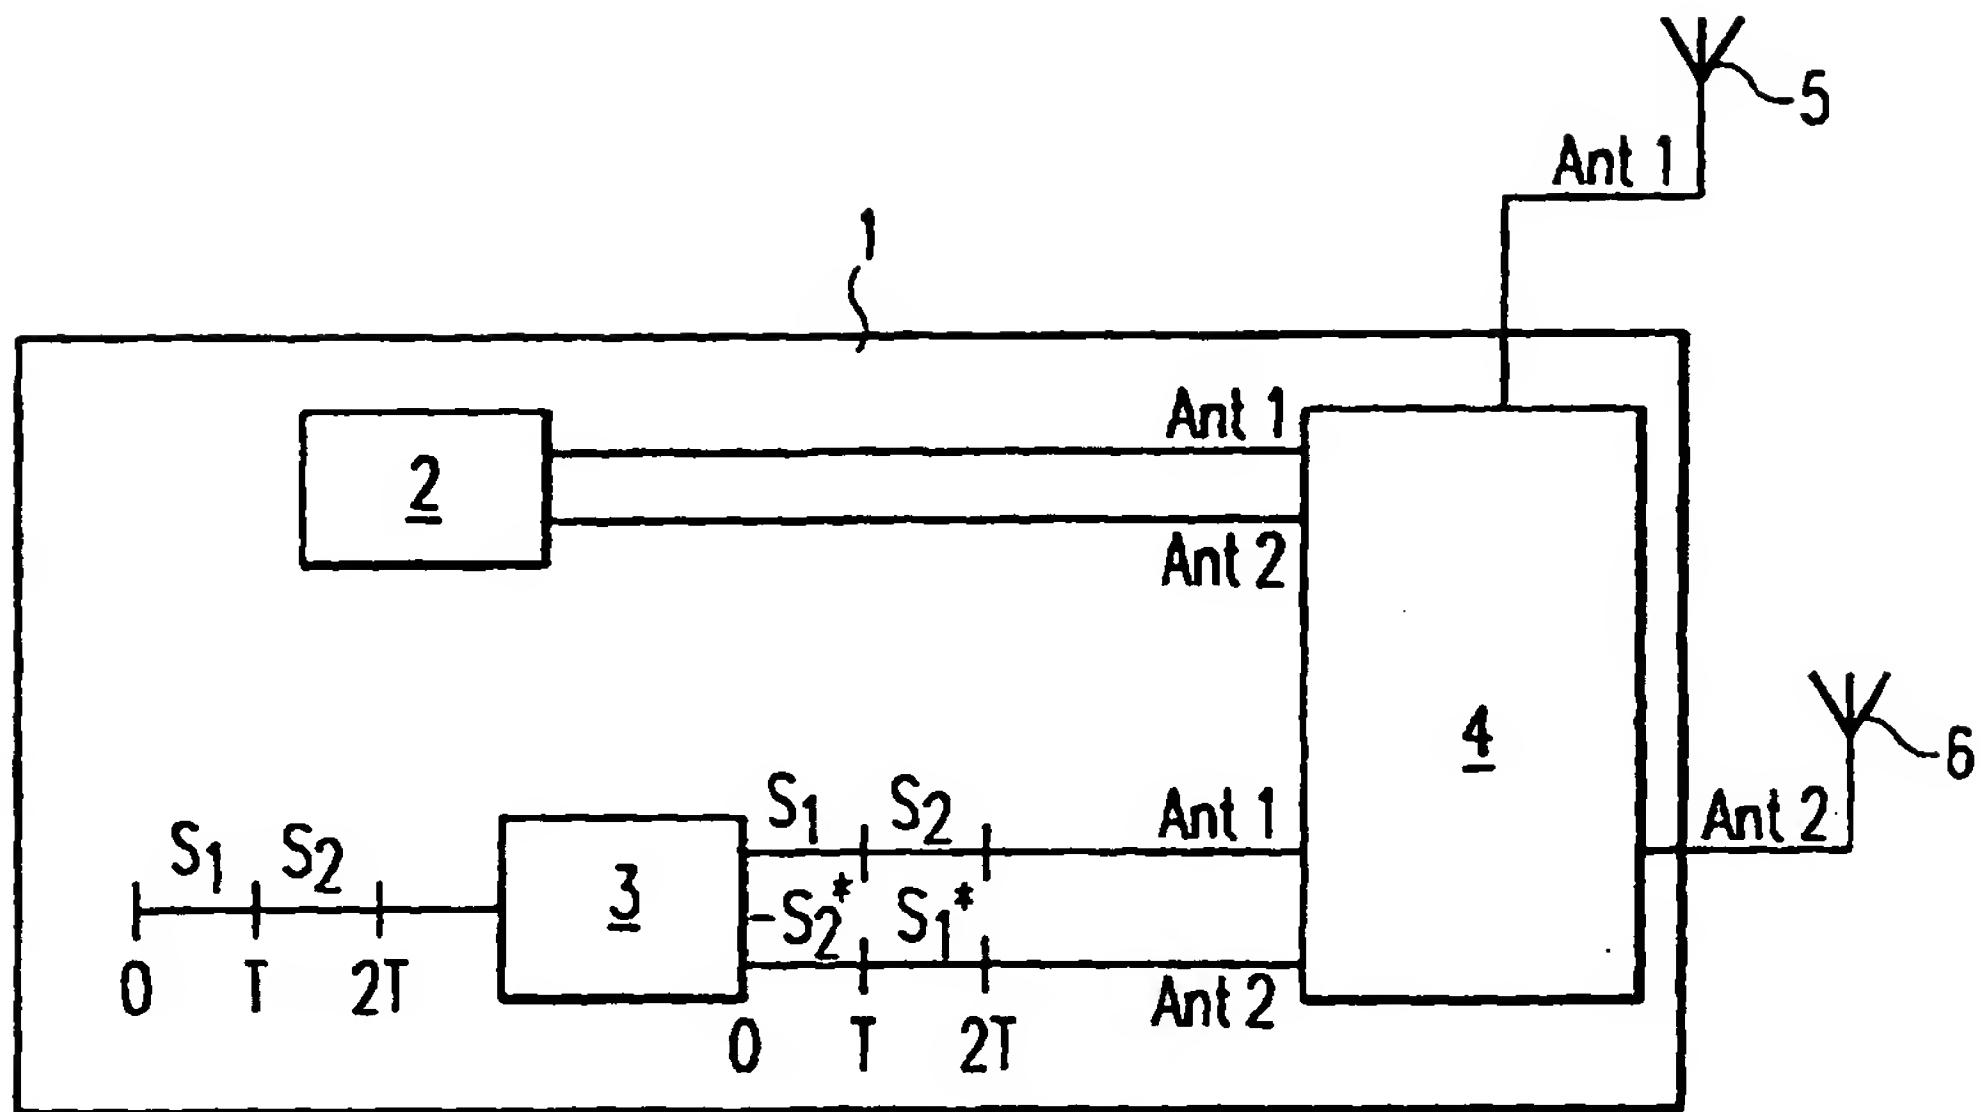 5
Ant 1
1
Ant 1
2
Ant 2
4
6
S1 S2 Ant 1 Ant 2
S1 S2 3
-S2* S1*
0 T 2T Ant 2
0 T 2T